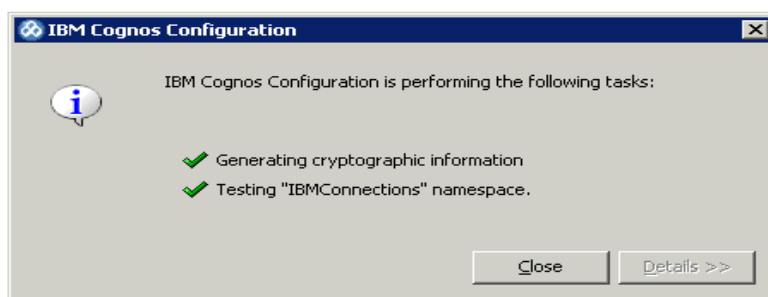 IBM Cognos Configuration
IBM Cognos Configuration is performing the following tasks:
Generating cryptographic information
Testing "IBMConnections" namespace.
Close
Details >>